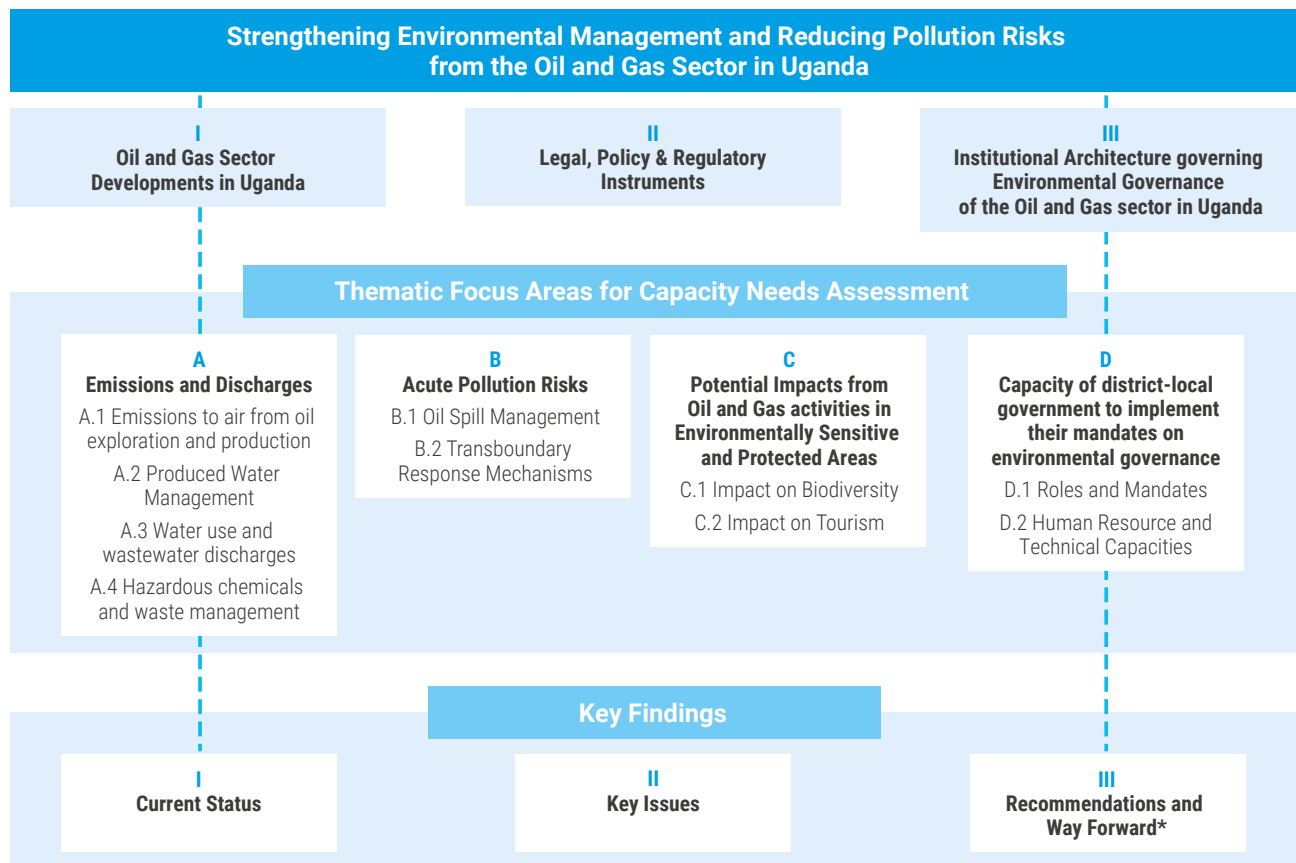 Strengthening Environmental Management and Reducing Pollution Risks
from the Oil and Gas Sector in Uganda
I
Oil and Gas Sector
Developments in Uganda
II
Legal, Policy & Regulatory
Instruments
III
Institutional Architecture governing
Environmental Governance
of the Oil and Gas sector in Uganda
Thematic Focus Areas for Capacity Needs Assessment
A
Emissions and Discharges
A.1 Emissions to air from oil
exploration and production
A.2 Produced Water
Management
A.3 Water use and
wastewater discharges
A.4 Hazardous chemicals
and waste management
B
Acute Pollution Risks
B.1 Oil Spill Management
B.2 Transboundary
Response Mechanisms
C
Potential Impacts from
Oil and Gas activities in
Environmentally Sensitive
and Protected Areas
C.1 Impact on Biodiversity
C.2 Impact on Tourism
D
Capacity of district-local
government to implement
their mandates on
environmental governance
D.1 Roles and Mandates
D.2 Human Resource and
Technical Capacities
Key Findings
I
Current Status
II
Key Issues
III
Recommendations and
Way Forward*